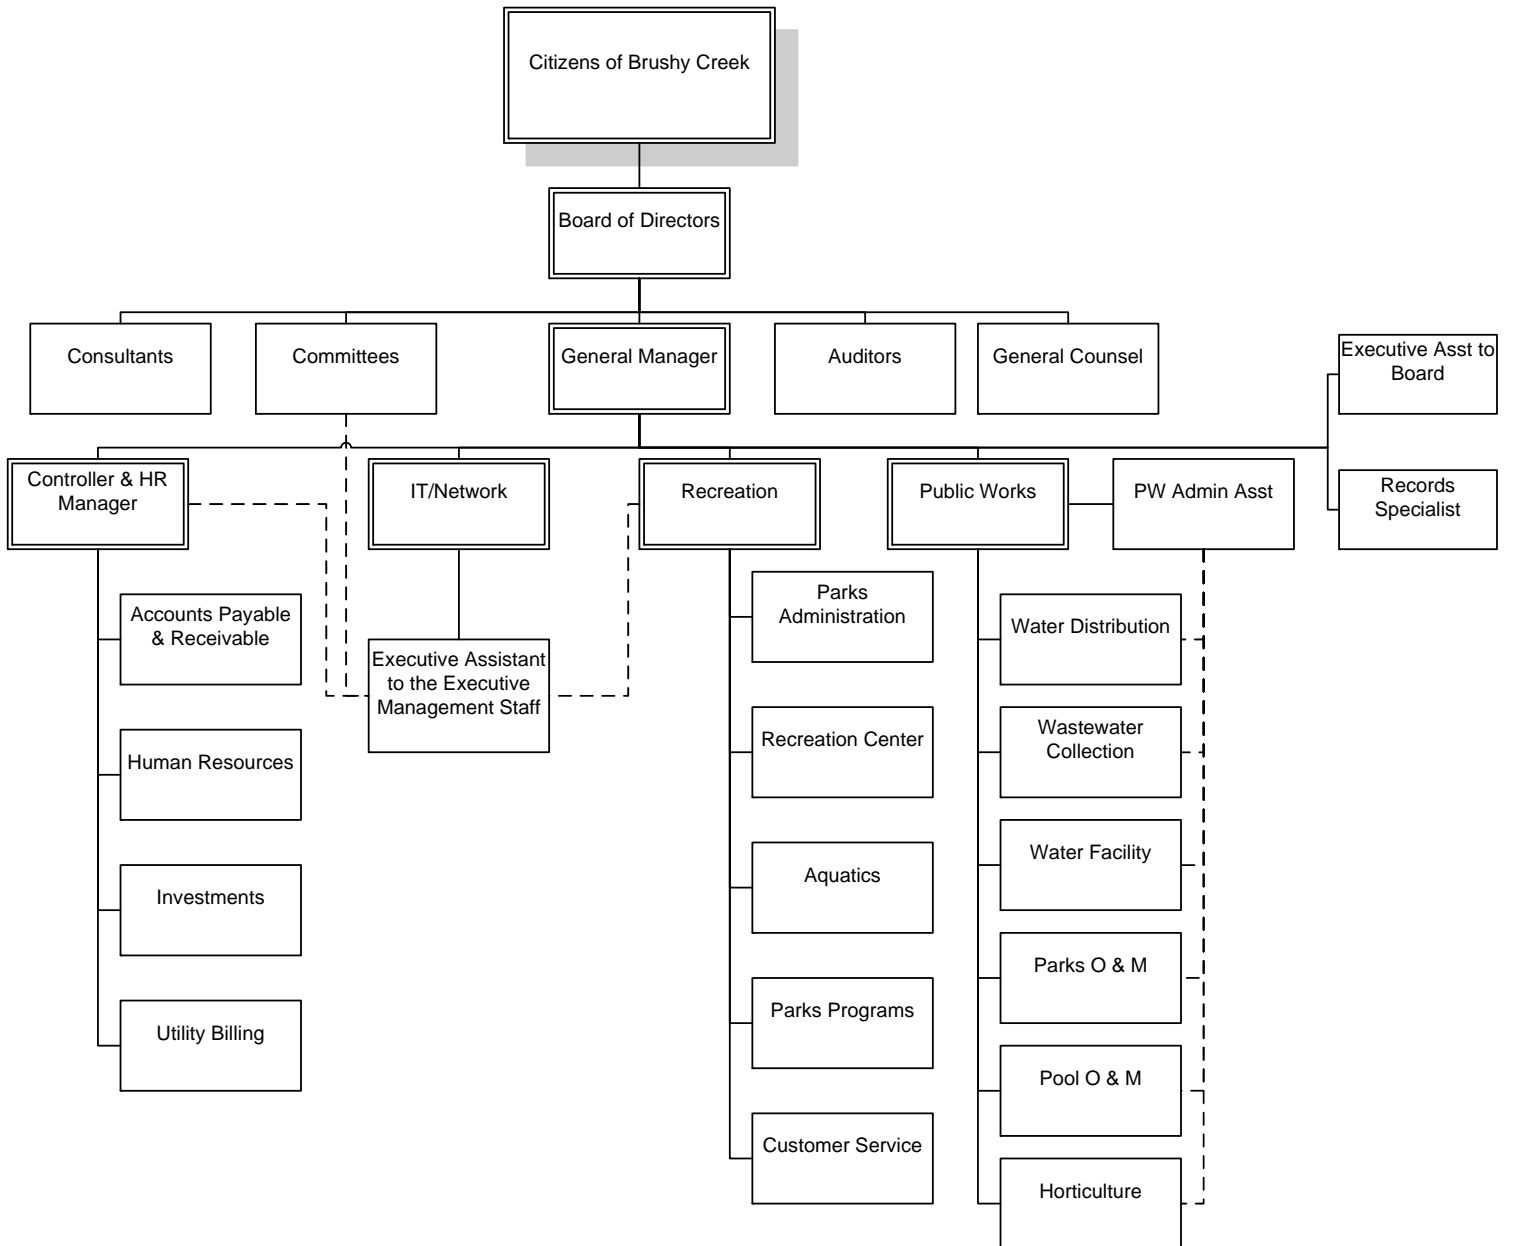 Citizens of Brushy Creek
Board of Directors
Consultants
Committees
General Manager
Auditors
General Counsel
Executive Asst to
Board
Controller & HR
Manager
IT/Network
Recreation
Public Works
PW Admin Asst
Records
Specialist
Accounts Payable
& Receivable
Human Resources
Investments
Utility Billing
Executive Assistant
to the Executive
Management Staff
Parks
Administration
Recreation Center
Aquatics
Parks Programs
Customer Service
Water Distribution
Wastewater
Collection
Water Facility
Parks O & M
Pool O & M
Horticulture